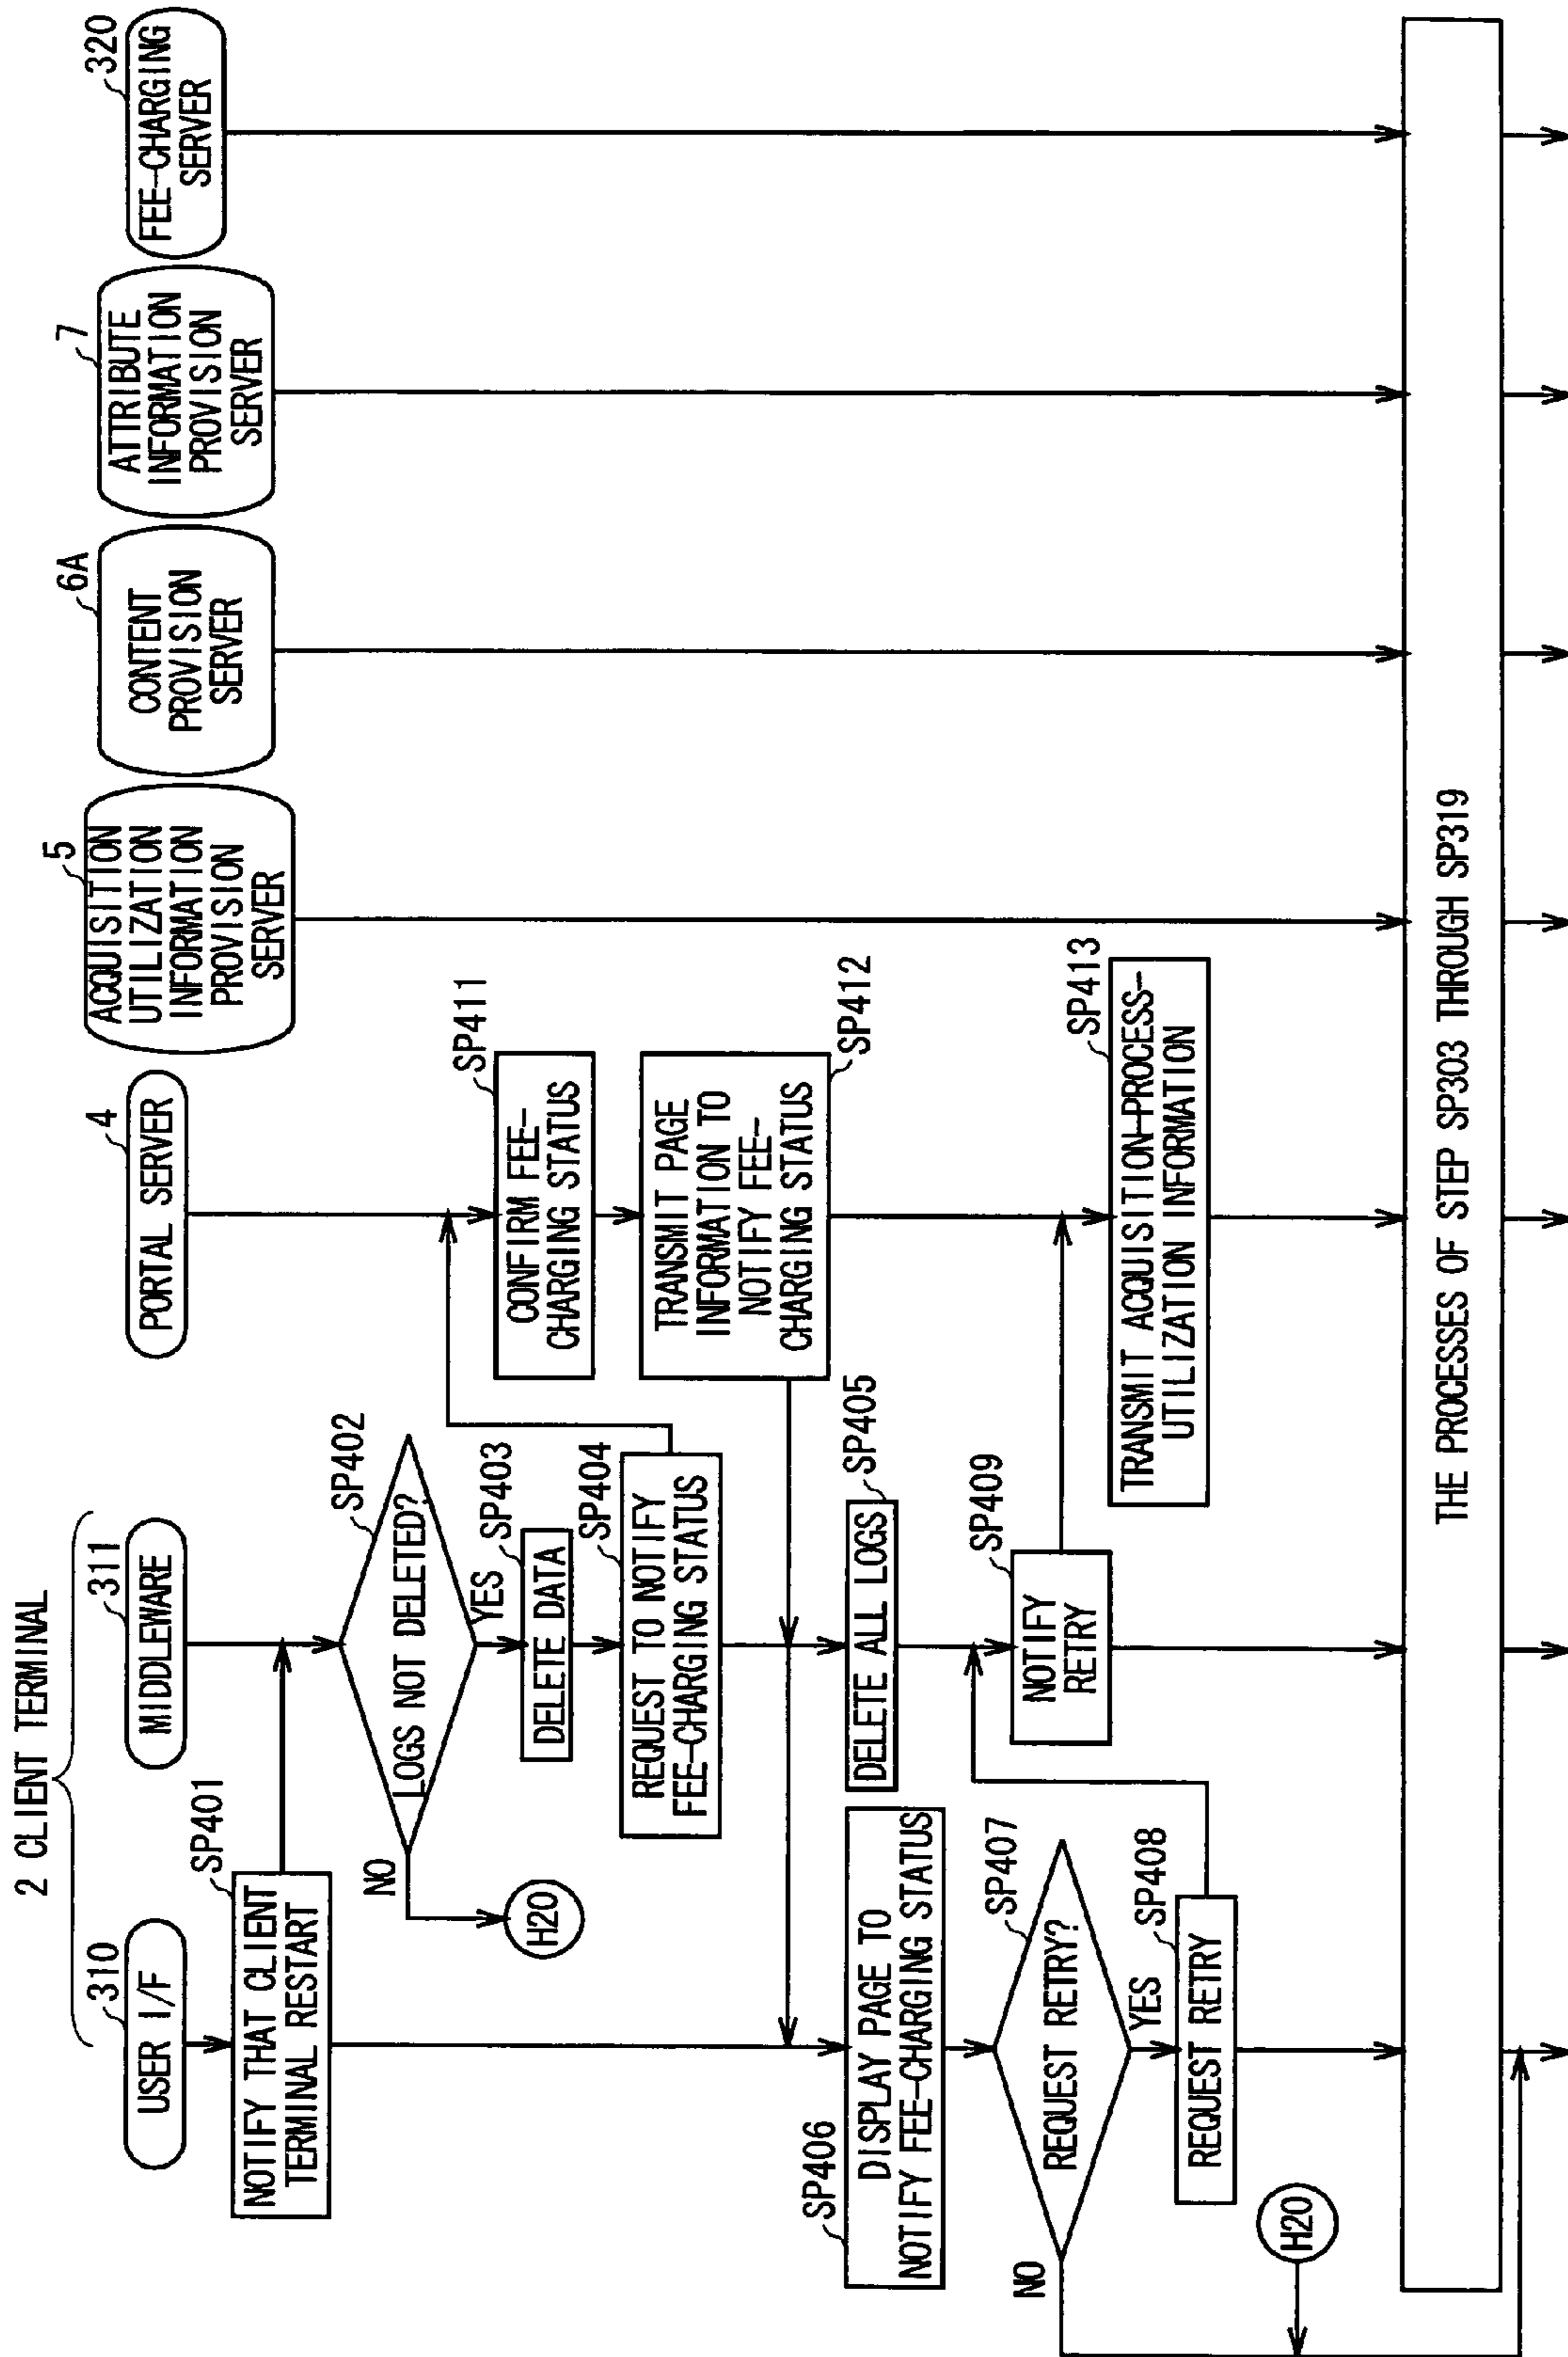 2 CLIENT TERMINAL
310
USER I/F
311
MIDDLEWARE
4
PORTAL SERVER
5
ACQUISITION
UTILIZATION
INFORMATION
PROVISION
SERVER
6A
CONTENT
PROVISION
SERVER
7
ATTRIBUTE
INFORMATION
PROVISION
SERVER
320
FEE-CHARGING
SERVER
SP401
NOTIFY THAT CLIENT
TERMINAL RESTART
SP402
LOGS NOT DELETED?
NO
YES
H20
SP403
DELETE DATA
SP404
REQUEST TO NOTIFY
FEE-CHARGING STATUS
SP411
CONFIRM FEE-
CHARGING STATUS
SP412
TRANSMIT PAGE
INFORMATION TO
NOTIFY FEE-
CHARGING STATUS
SP405
DELETE ALL LOGS
SP406
DISPLAY PAGE TO
NOTIFY FEE-CHARGING STATUS
SP407
REQUEST RETRY?
NO
YES
SP408
REQUEST RETRY
SP409
NOTIFY
RETRY
SP413
TRANSMIT ACQUISITION-PROCESS-
UTILIZATION INFORMATION
H20
THE PROCESSES OF STEP SP303 THROUGH SP319